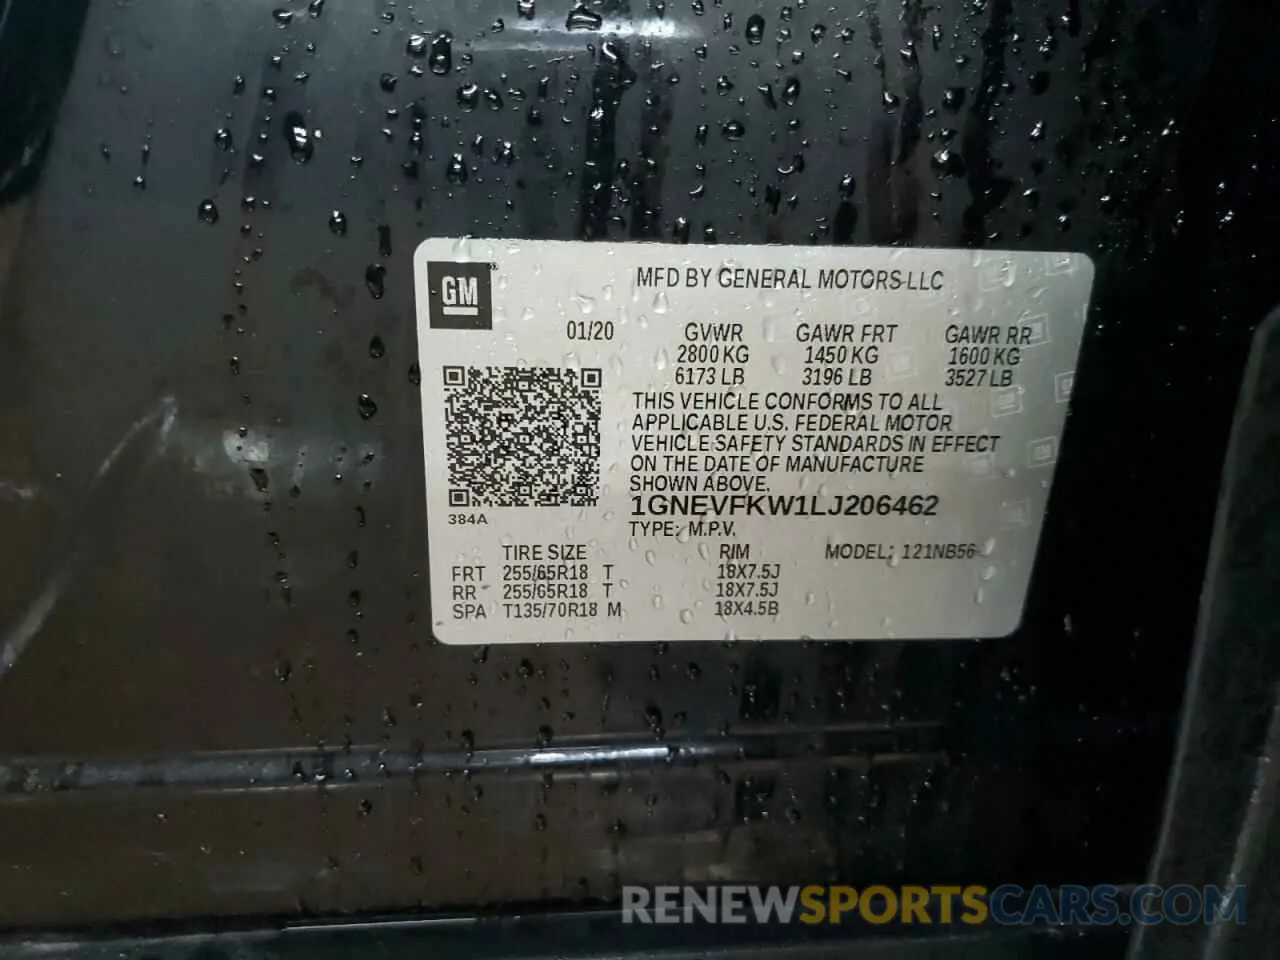 GM
MFD BY GENERAL MOTORS LLC
01/20 GVWR GAWR FRT GAWR RR
2800 KG 1450 KG 1600 KG
6173 LB 3196 LB 3527 LB
THIS VEHICLE CONFORMS TO ALL
APPLICABLE U.S. FEDERAL MOTOR
VEHICLE SAFETY STANDARDS IN EFFECT
ON THE DATE OF MANUFACTURE
SHOWN ABOVE.
1GNEVFKW1LJ206462
384A
TYPE: M.P.V.
TIRE SIZE RIM MODEL: 121NB56
FRT 255/65R18 T 18X7.5J
RR 255/65R18 T 18X7.5J
SPA T135/70R18 M 18X4.5B
RENEWSPORTSCARS.COM